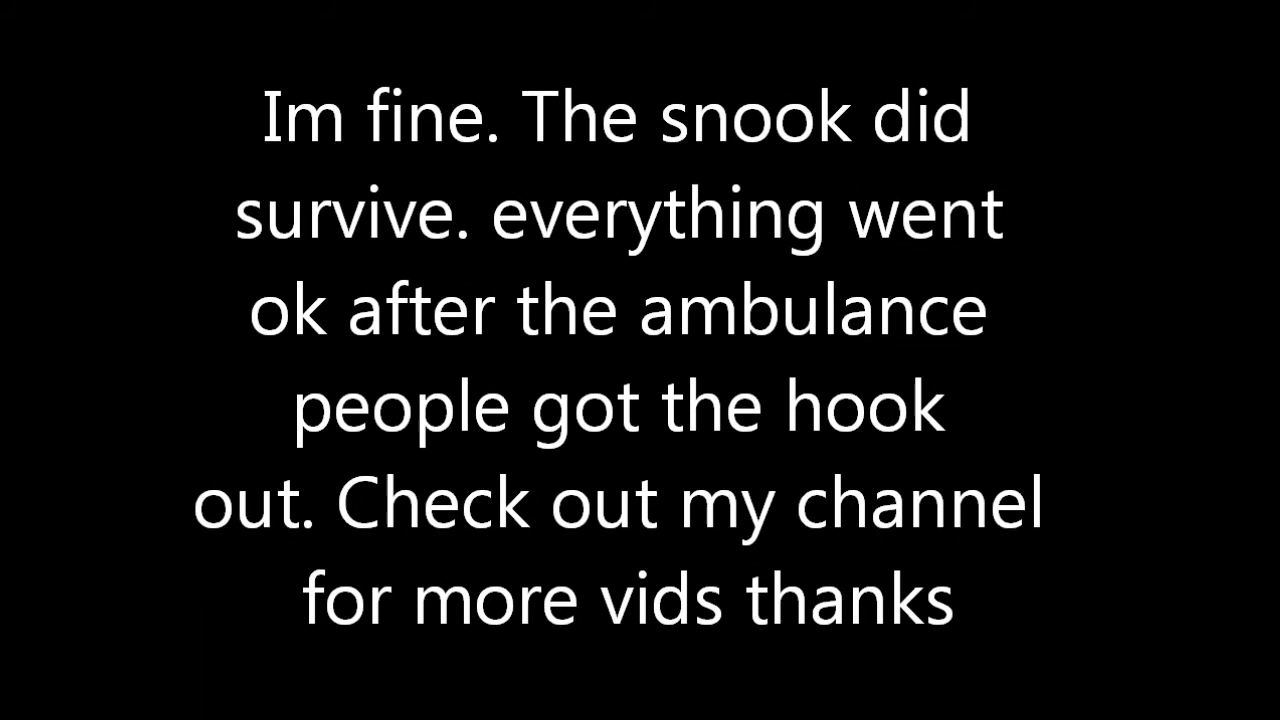 Im fine. The snook did
survive. everything went
ok after the ambulance
people got the hook
out. Check out my channel
for more vids thanks